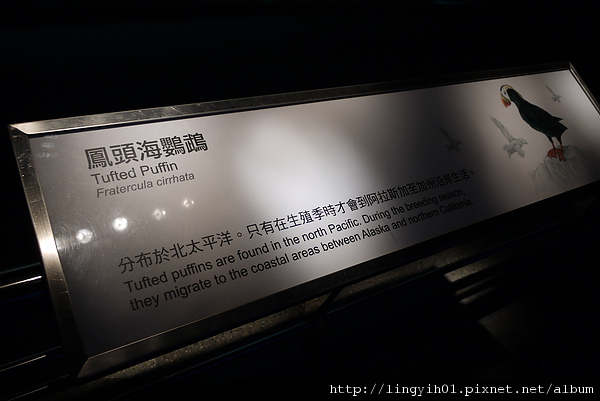 鳳頭海鸚鵡
Tufted Puffin
Fratercula cirrhata
分布於北太平洋。只有在生殖季時才會到阿拉斯加至加州沿岸生活。
Tufted puffins are found in the north Pacific. During the breeding season,
they migrate to the coastal areas between Alaska and northern California.
http://lingyih01.pixnet.net/album